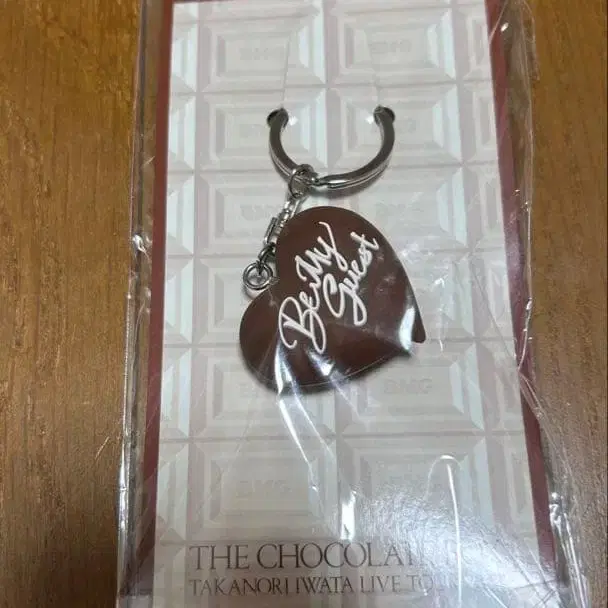 Be My
Guest
THE CHOCOLAT
TAKANORI IWATA LIVE TOU